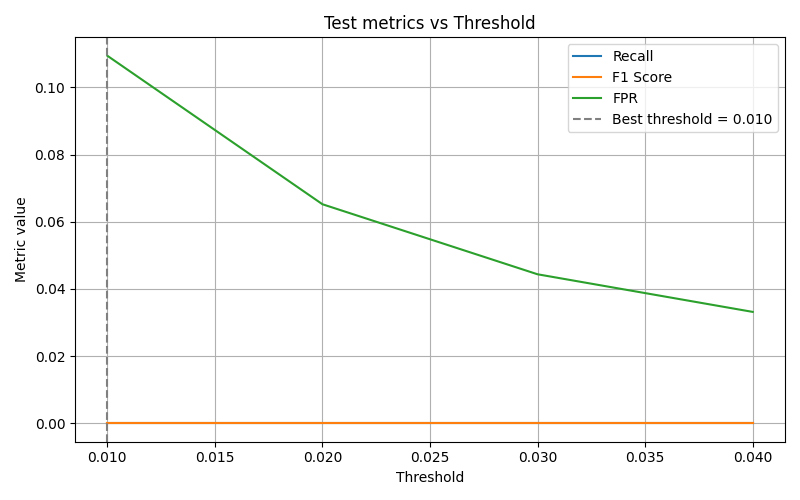 Test metrics vs Threshold
Recall
F1 Score
FPR
Best threshold = 0.010
Metric value
0.10
0.08
0.06
0.04
0.02
0.00
0.010 0.015 0.020 0.025 0.030 0.035 0.040
Threshold